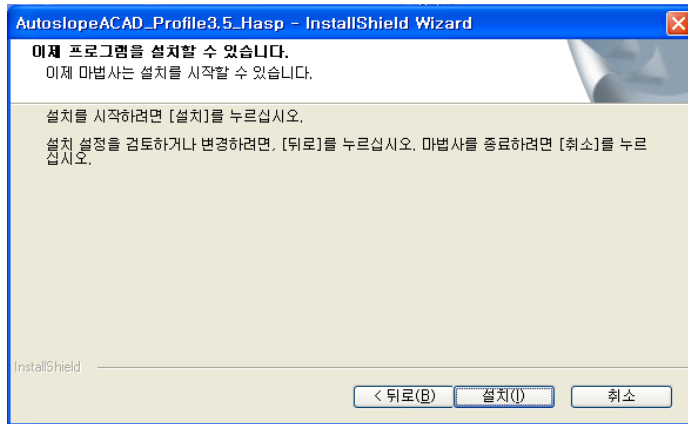 AutoslopeACAD_Profile3.5_Hasp - InstallShield Wizard
이제 프로그램을 설치할 수 있습니다.
이제 마법사는 설치를 시작할 수 있습니다.
설치를 시작하려면 [설치]를 누르십시오.
설치 설정을 검토하거나 변경하려면, [뒤로]를 누르십시오. 마법사를 종료하려면 [취소]를 누르
십시오.
InstallShield
< 뒤로(B) 설치(I) 취소